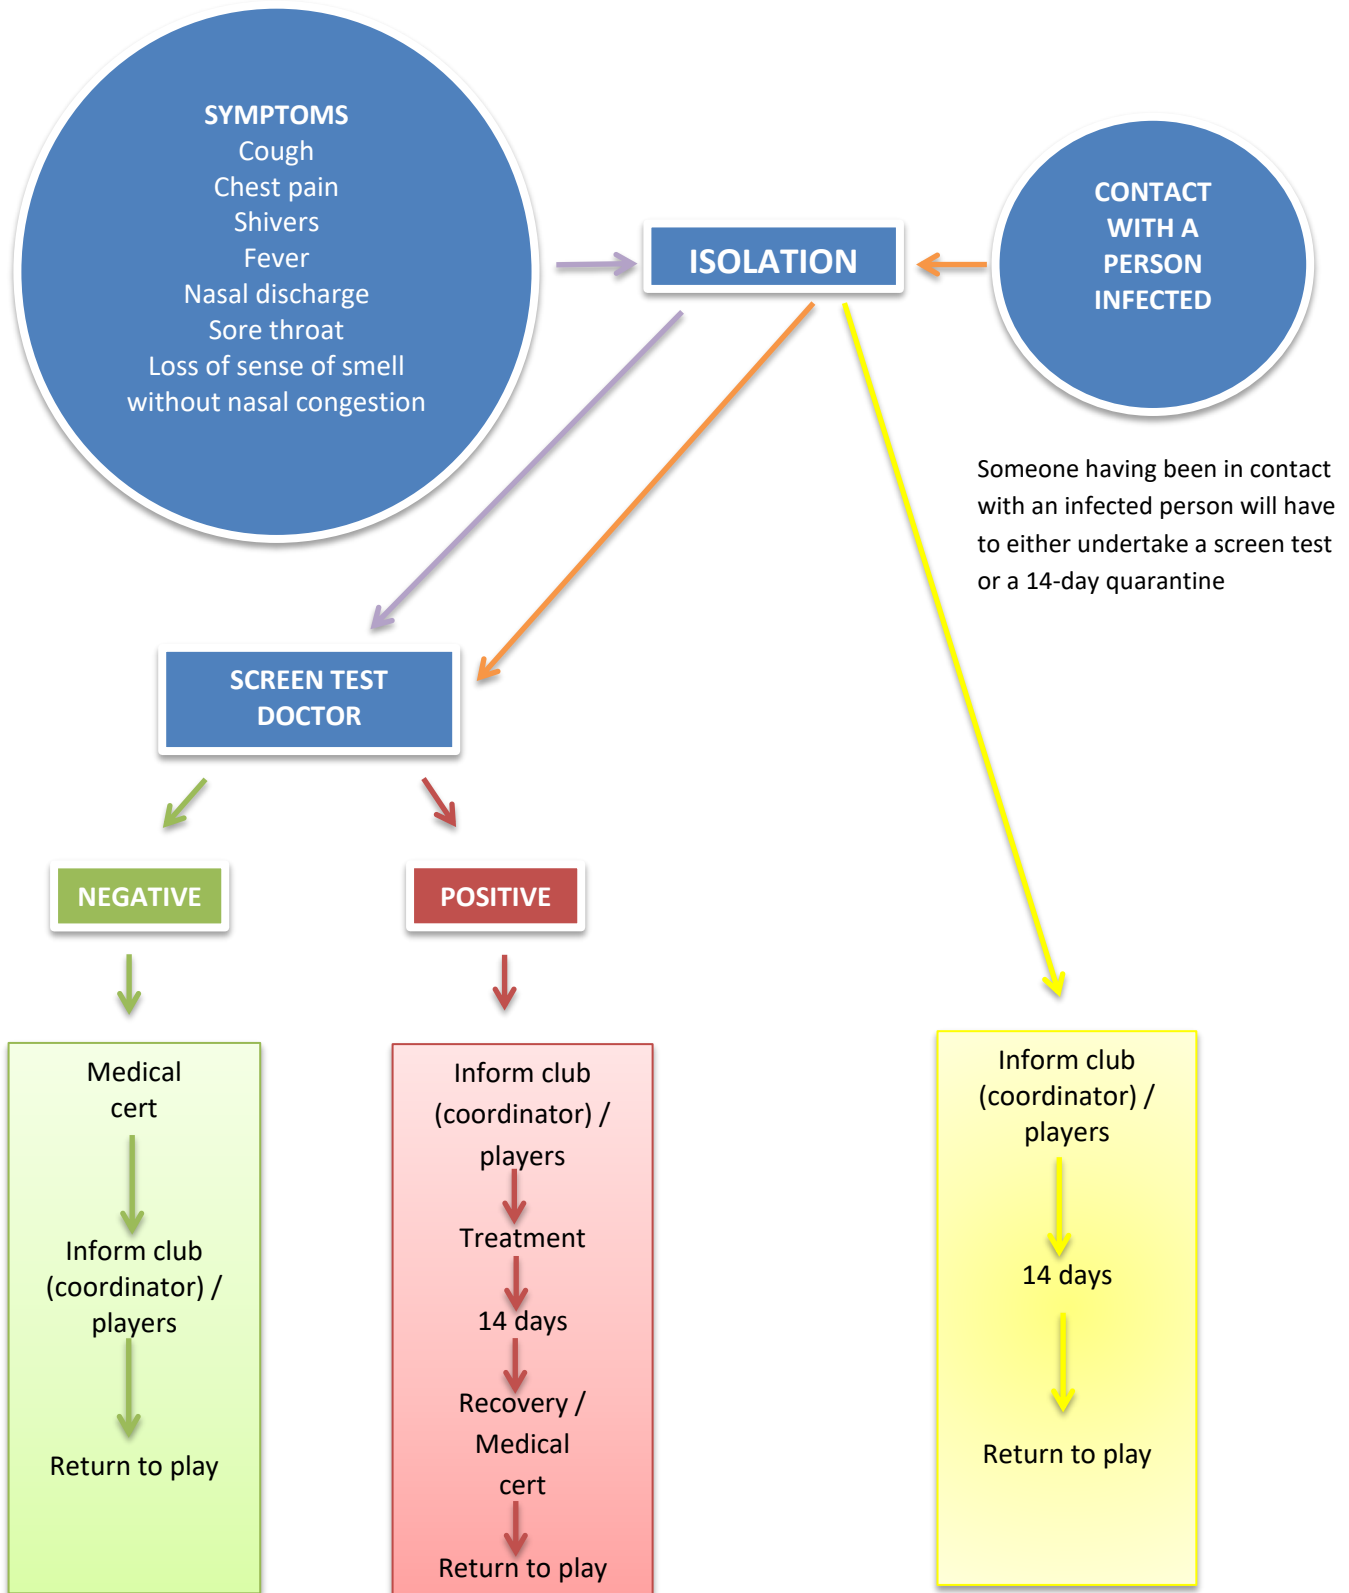 SYMPTOMS
Cough
Chest pain
Shivers
Fever
Nasal discharge
Sore throat
Loss of sense of smell
without nasal congestion
ISOLATION
CONTACT
WITH A
PERSON
INFECTED
Someone having been in contact
with an infected person will have
to either undertake a screen test
or a 14-day quarantine
SCREEN TEST
DOCTOR
NEGATIVE
POSITIVE
Medical
cert
Inform club
(coordinator) /
players
Return to play
Inform club
(coordinator) /
players
Treatment
14 days
Recovery /
Medical
cert
Return to play
Inform club
(coordinator) /
players
14 days
Return to play